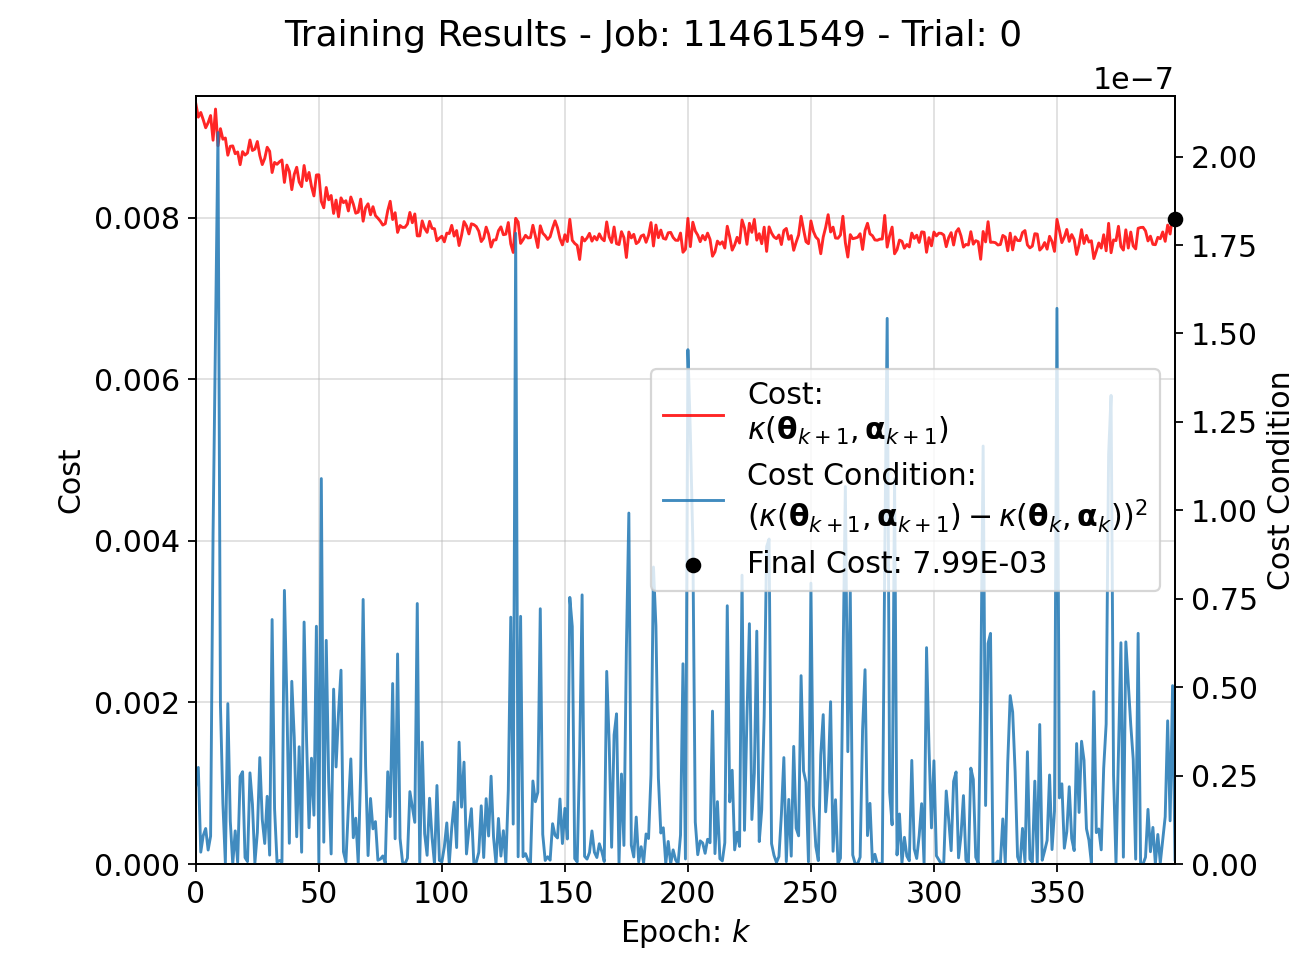 Training Results - Job: 11461549 - Trial: 0
1e−7
0.008
0.006
0.004
0.002
0.000
Cost
2.00
1.75
1.50
1.25
1.00
0.75
0.50
0.25
0.00
Cost Condition
Cost:
κ(θ_{k+1}, α_{k+1})
Cost Condition:
(κ(θ_{k+1}, α_{k+1}) − κ(θ_k, α_k))²
Final Cost: 7.99E-03
0 50 100 150 200 250 300 350
Epoch: k